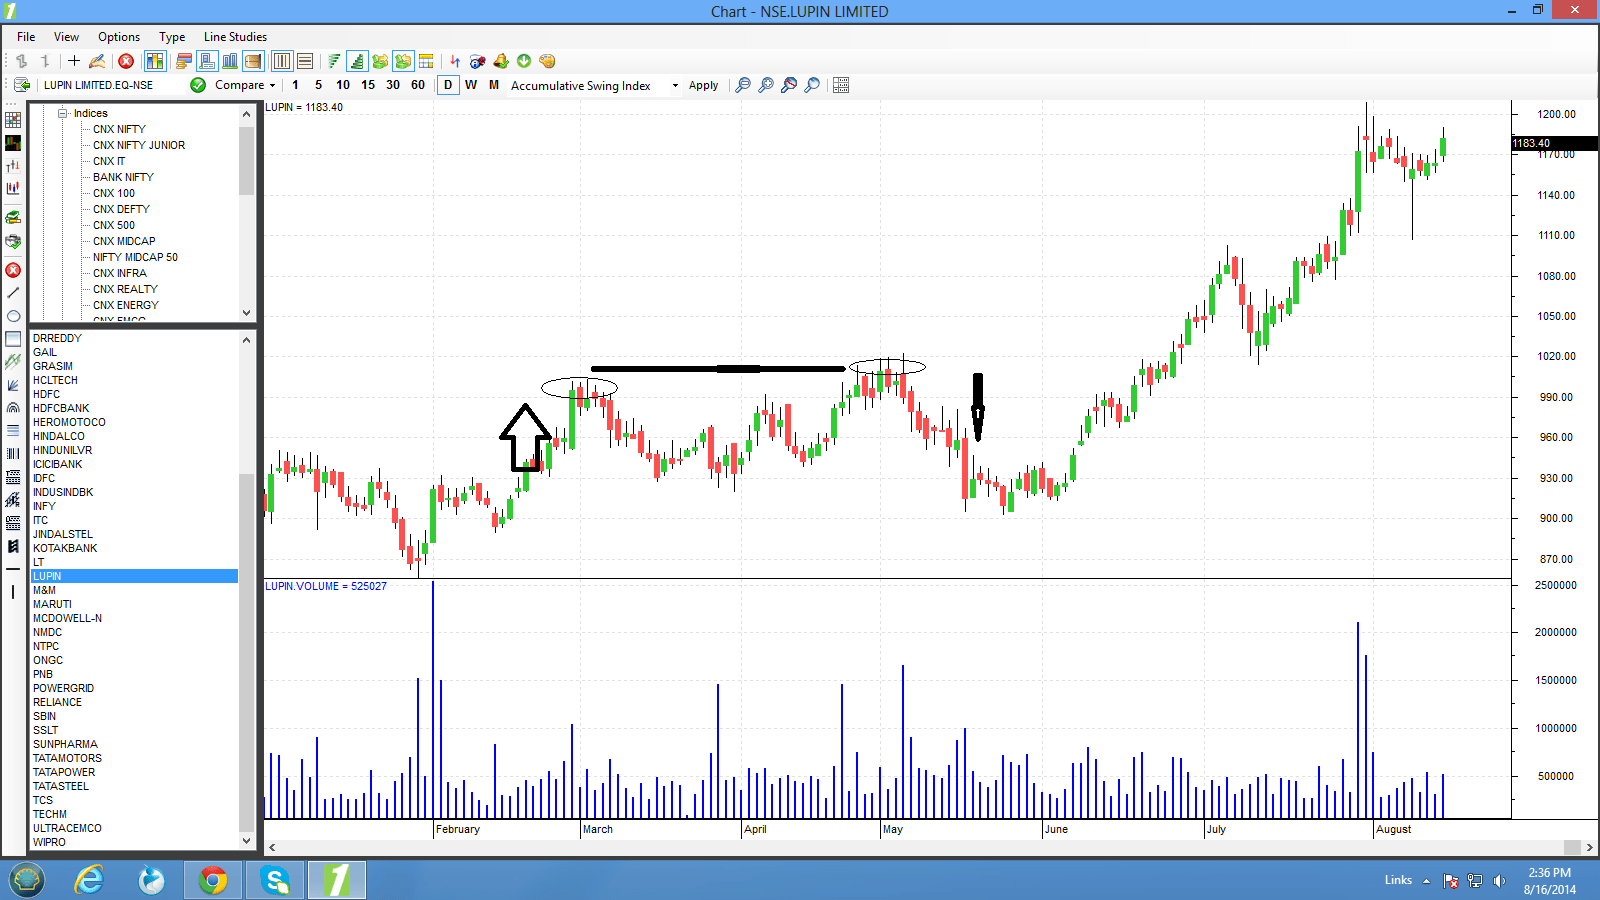 Chart - NSE.LUPIN LIMITED
File View Options Type Line Studies
LUPIN LIMITED.EQ-NSE Compare 1 5 10 15 30 60 D W M Accumulative Swing Index Apply
Indices
CNX NIFTY
CNX NIFTY JUNIOR
CNX IT
BANK NIFTY
CNX 100
CNX DEFTY
CNX 500
CNX MIDCAP
NIFTY MIDCAP 50
CNX INFRA
CNX REALTY
CNX ENERGY
DRREDDY
GAIL
GRASIM
HCLTECH
HDFC
HDFCBANK
HEROMOTOCO
HINDALCO
HINDUNILVR
ICICIBANK
IDFC
INDUSINDBK
INFY
ITC
JINDALSTEL
KOTAKBANK
LT
LUPIN
M&M
MARUTI
MCDOWELL-N
NMDC
NTPC
ONGC
PNB
POWERGRID
RELIANCE
SBIN
SSLT
SUNPHARMA
TATAMOTORS
TATAPOWER
TATASTEEL
TCS
TECHM
ULTRACEMCO
WIPRO
LUPIN = 1183.40
1200.00
1183.40
1170.00
1140.00
1110.00
1080.00
1050.00
1020.00
990.00
960.00
930.00
900.00
870.00
LUPIN.VOLUME = 525027
2500000
2000000
1500000
1000000
500000
February March April May June July August
Links
2:36 PM
8/16/2014